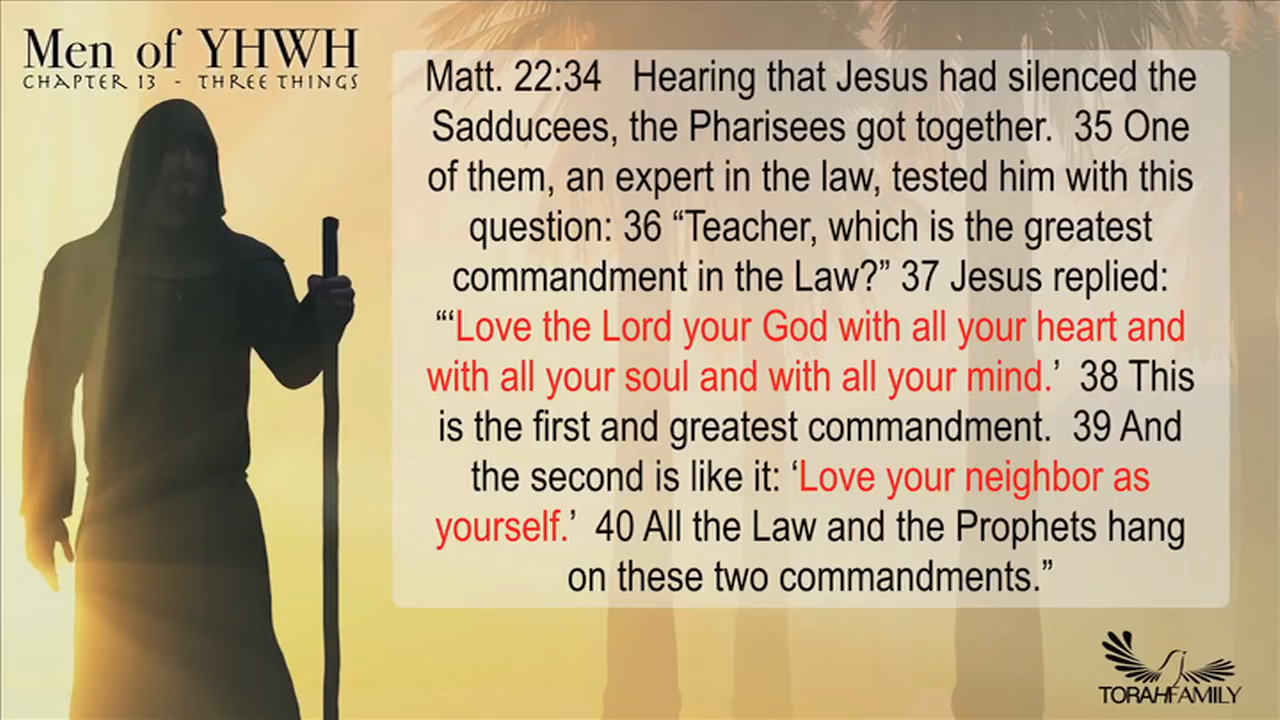 Men of YHWH
CHAPTER 13 - THREE THINGS
Matt. 22:34 Hearing that Jesus had silenced the
Sadducees, the Pharisees got together. 35 One
of them, an expert in the law, tested him with this
question: 36 “Teacher, which is the greatest
commandment in the Law?” 37 Jesus replied:
“‘Love the Lord your God with all your heart and
with all your soul and with all your mind.’ 38 This
is the first and greatest commandment. 39 And
the second is like it: ‘Love your neighbor as
yourself.’ 40 All the Law and the Prophets hang
on these two commandments.”
TORAHFAMILY